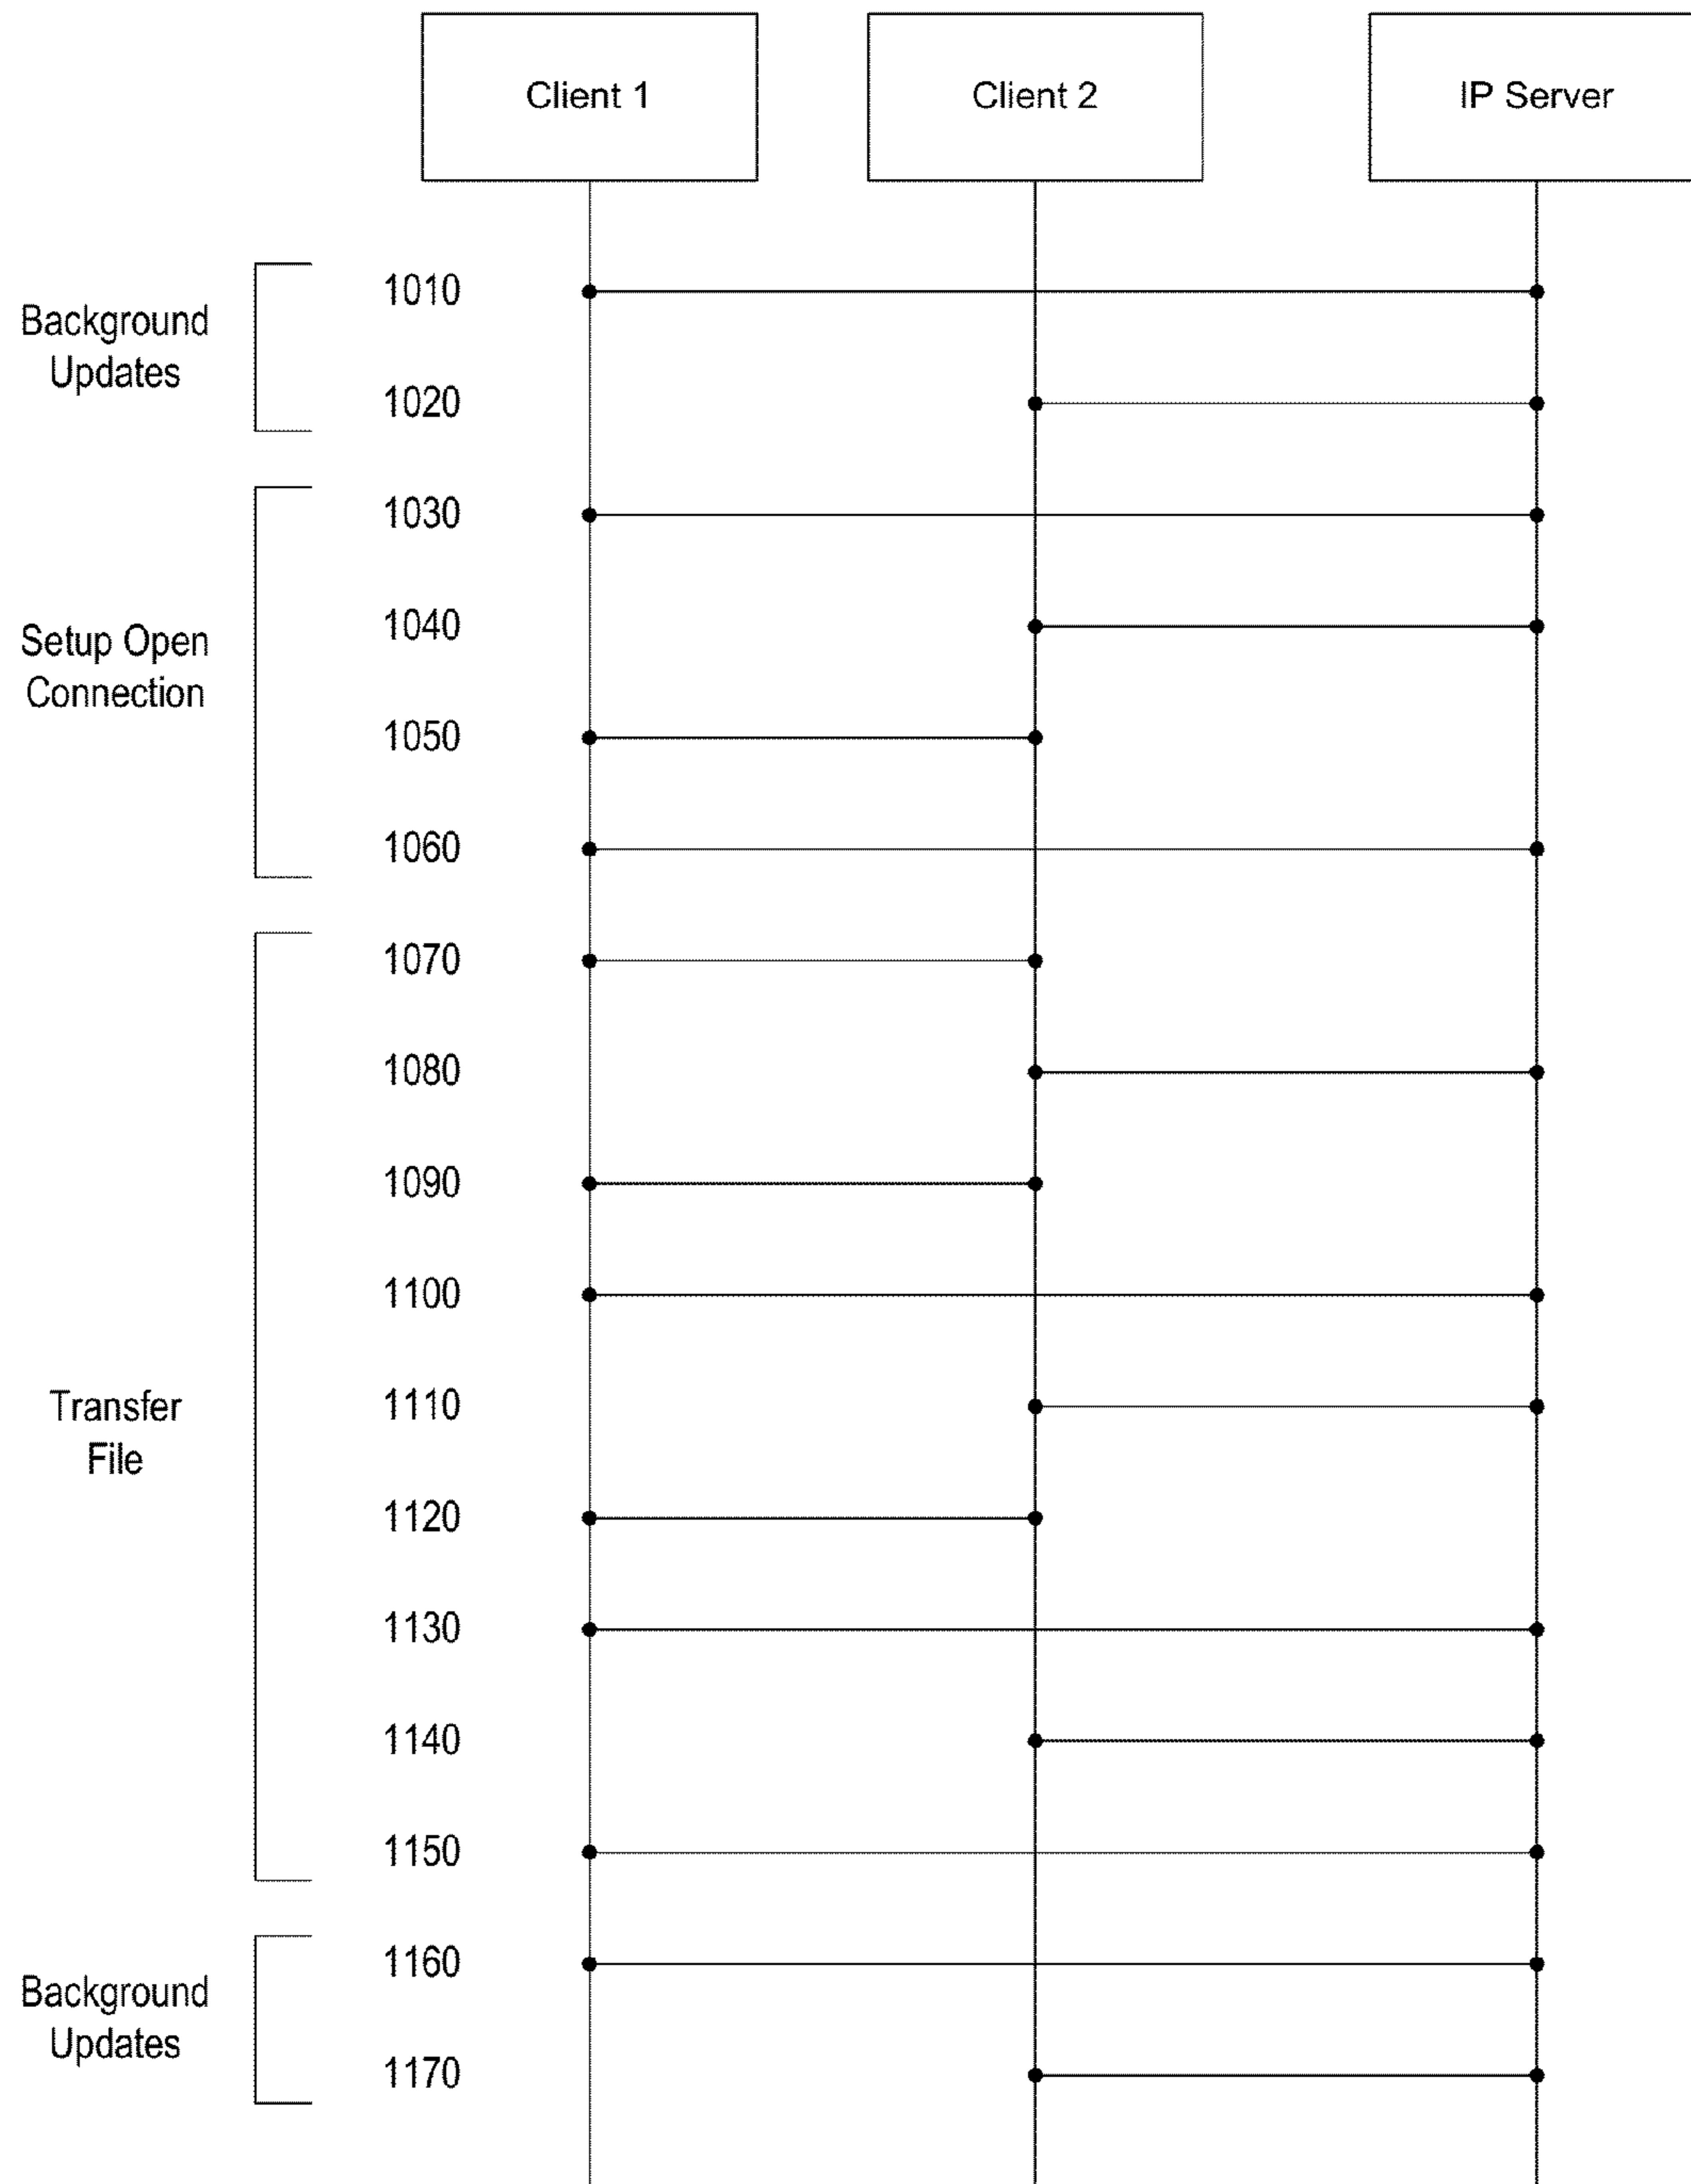 Client 1
Client 2
IP Server
Background
Updates
1010
1020
Setup Open
Connection
1030
1040
1050
1060
Transfer
File
1070
1080
1090
1100
1110
1120
1130
1140
1150
Background
Updates
1160
1170